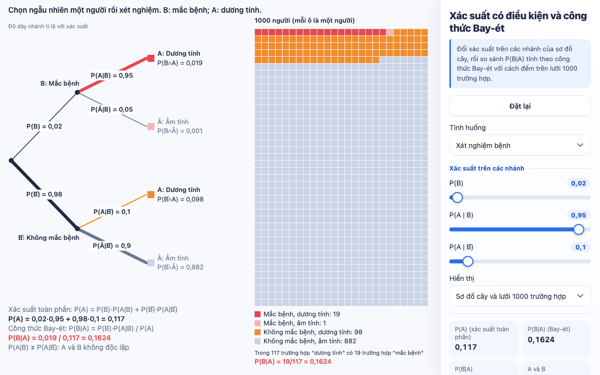 Chọn ngẫu nhiên một người rồi xét nghiệm. B: mắc bệnh; A: dương tính.
Độ dày nhánh tỉ lệ với xác suất
P(B) = 0,02
P(B̅) = 0,98
B: Mắc bệnh
B̅: Không mắc bệnh
P(A|B) = 0,95
P(A̅|B) = 0,05
P(A|B̅) = 0,1
P(A̅|B̅) = 0,9
A: Dương tính
P(B∩A) = 0,019
A̅: Âm tính
P(B∩A̅) = 0,001
A: Dương tính
P(B̅∩A) = 0,098
A̅: Âm tính
P(B̅∩A̅) = 0,882
Xác suất toàn phần: P(A) = P(B)·P(A|B) + P(B̅)·P(A|B̅)
P(A) = 0,02·0,95 + 0,98·0,1 = 0,117
Công thức Bay-ét: P(B|A) = P(B)·P(A|B) / P(A)
P(B|A) = 0,019 / 0,117 = 0,1624
P(A|B) ≠ P(A|B̅): A và B không độc lập
1000 người (mỗi ô là một người)
Mắc bệnh, dương tính: 19
Mắc bệnh, âm tính: 1
Không mắc bệnh, dương tính: 98
Không mắc bệnh, âm tính: 882
Trong 117 trường hợp "dương tính" có 19 trường hợp "mắc bệnh"
P(B|A) = 19/117 = 0,1624
Xác suất có điều kiện và công thức Bay-ét
Đổi xác suất trên các nhánh của sơ đồ cây, rồi so sánh P(B|A) tính theo công thức Bay-ét với cách đếm trên lưới 1000 trường hợp.
Đặt lại
Tình huống
Xét nghiệm bệnh
Xác suất trên các nhánh
P(B)
0,02
P(A | B)
0,95
P(A | B̅)
0,1
Hiển thị
Sơ đồ cây và lưới 1000 trường hợp
P(A) (xác suất toàn phần)
0,117
P(B|A) (Bay-ét)
0,1624
A và B